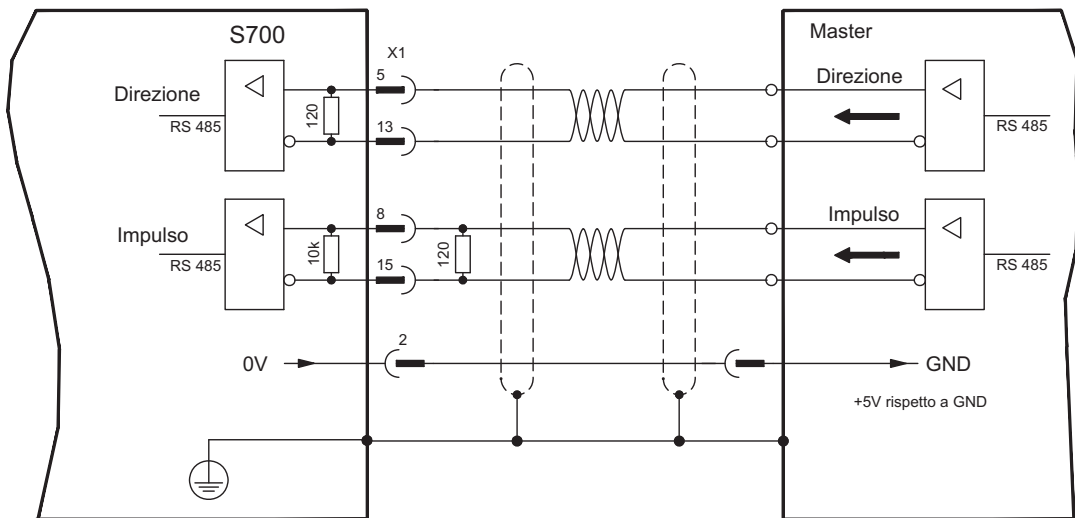 S700
X1
Master
Direzione
RS 485
120
5
13
Direzione
RS 485
Impulso
RS 485
10k
8
15
120
Impulso
RS 485
0V
2
GND
+5V rispetto a GND